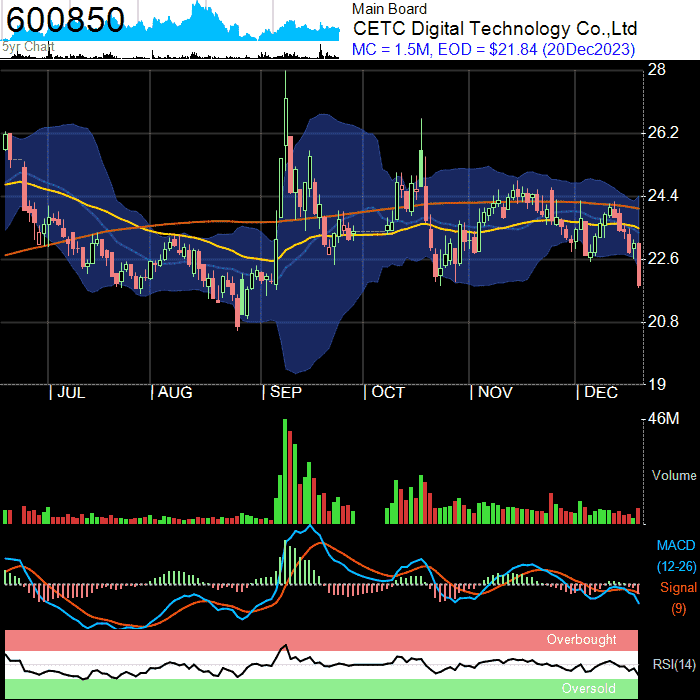 600850
5yr Chart
Main Board
CETC Digital Technology Co.,Ltd
MC = 1.5M, EOD = $21.84 (20Dec2023)
28
26.2
24.4
22.6
20.8
19
| JUL | AUG | SEP | OCT | NOV | DEC
46M
Volume
MACD
(12-26)
Signal
(9)
Overbought
RSI(14)
Oversold